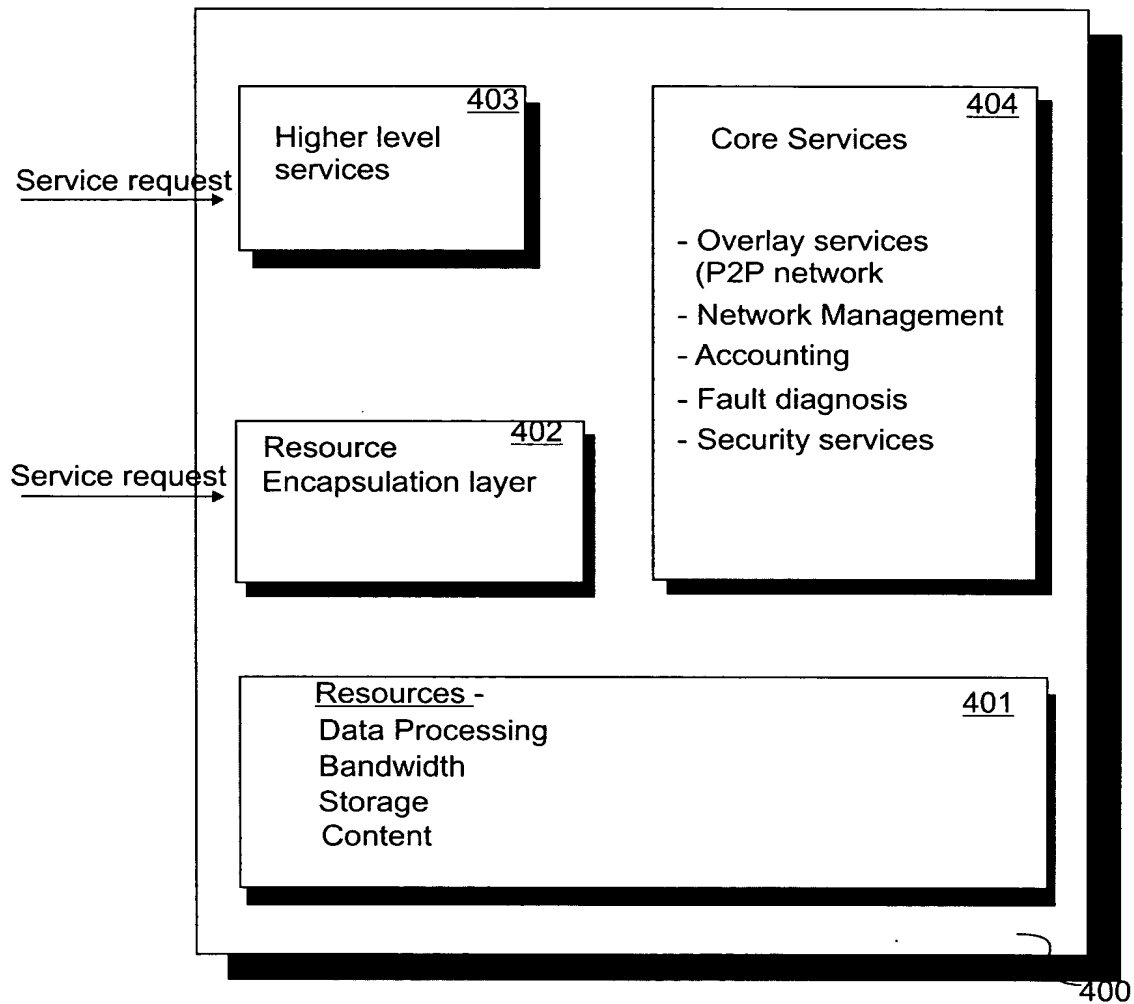 403
Higher level
services
Service request
404
Core Services
- Overlay services
(P2P network
- Network Management
- Accounting
- Fault diagnosis
- Security services
402
Resource
Encapsulation layer
Service request
401
Resources -
Data Processing
Bandwidth
Storage
Content
400